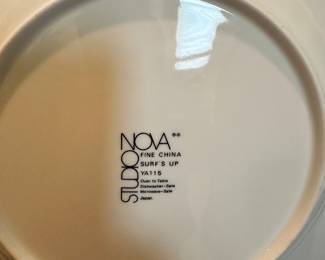 STUDIO
NOVA
FINE CHINA
SURF'S UP
YA115
Oven to Table
Dishwasher-Safe
Microwave-Safe
Japan